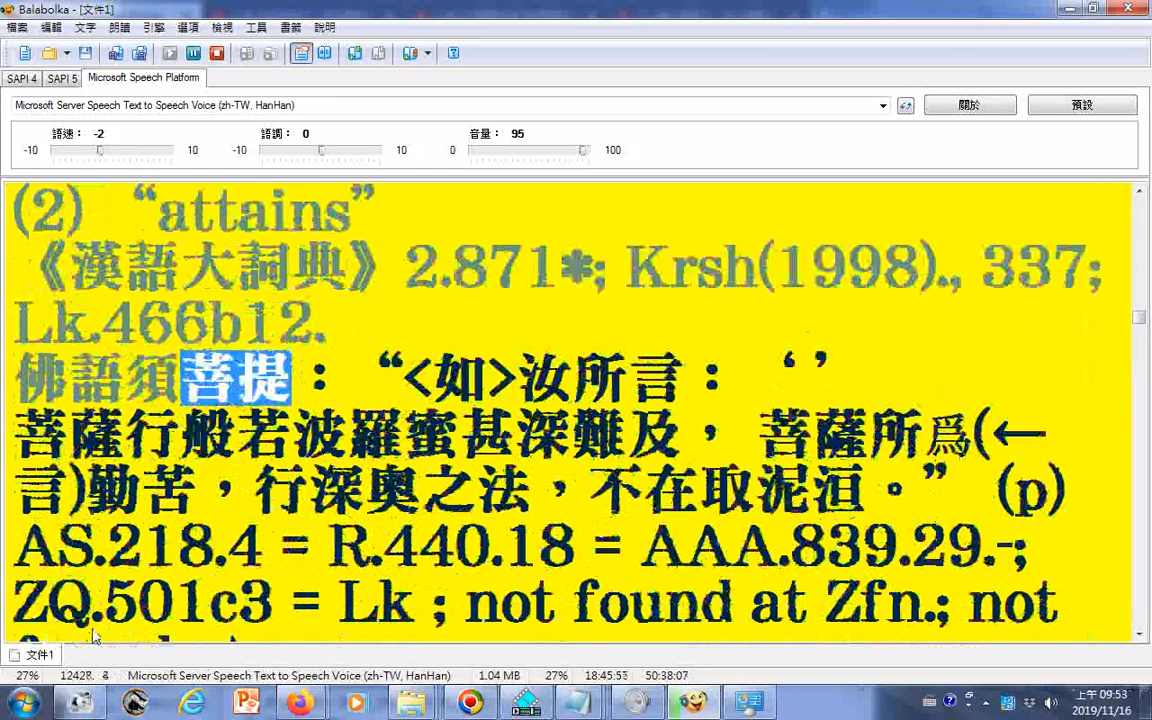 Balabolka - [文件1]
檔案 編輯 文字 朗讀 引擎 選項 檢視 工具 書籤 說明
SAPI 4 SAPI 5 Microsoft Speech Platform
Microsoft Server Speech Text to Speech Voice (zh-TW, HanHan) 關於 預設
語速： -2 語調： 0 音量： 95
-10 10 -10 10 0 100
(2) “attains”
《漢語大詞典》 2.871*; Krsh(1998)., 337;
Lk.466b12.
佛語須菩提： “<如>汝所言： ‘ ’
菩薩行般若波羅蜜甚深難及， 菩薩所爲(←
言)勤苦，行深奧之法，不在取泥洹。” (p)
AS.218.4 = R.440.18 = AAA.839.29.-;
ZQ.501c3 = Lk ; not found at Zfn.; not
文件1
27% 12428. Microsoft Server Speech Text to Speech Voice (zh-TW, HanHan) 1.04 MB 27% 18:45:53 50:38:07
上午 09:53
2019/11/16